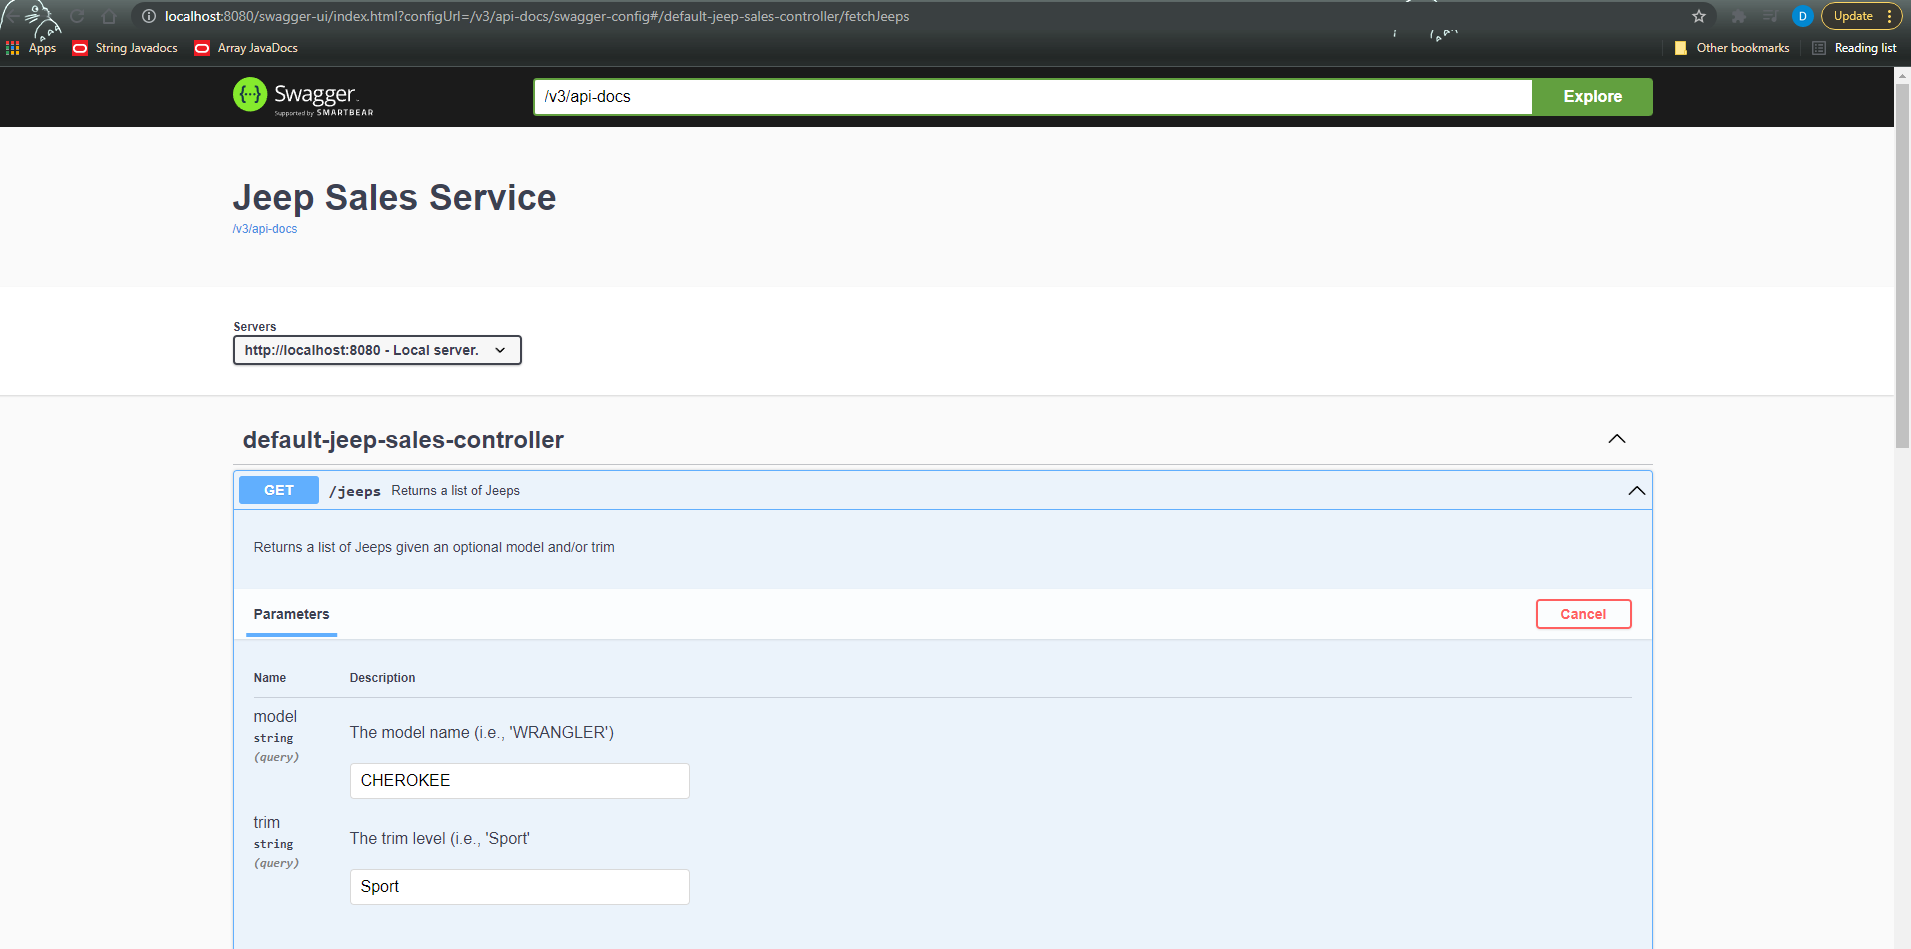 localhost:8080/swagger-ui/index.html?configUrl=/v3/api-docs/swagger-config#/default-jeep-sales-controller/fetchJeeps
D
Update
Apps
String Javadocs
Array JavaDocs
Other bookmarks
Reading list
Swagger
Supported by SMARTBEAR
/v3/api-docs
Explore
Jeep Sales Service
/v3/api-docs
Servers
http://localhost:8080 - Local server.
default-jeep-sales-controller
GET /jeeps Returns a list of Jeeps
Returns a list of Jeeps given an optional model and/or trim
Parameters
Cancel
Name Description
model
string
(query)
The model name (i.e., 'WRANGLER')
CHEROKEE
trim
string
(query)
The trim level (i.e., 'Sport'
Sport